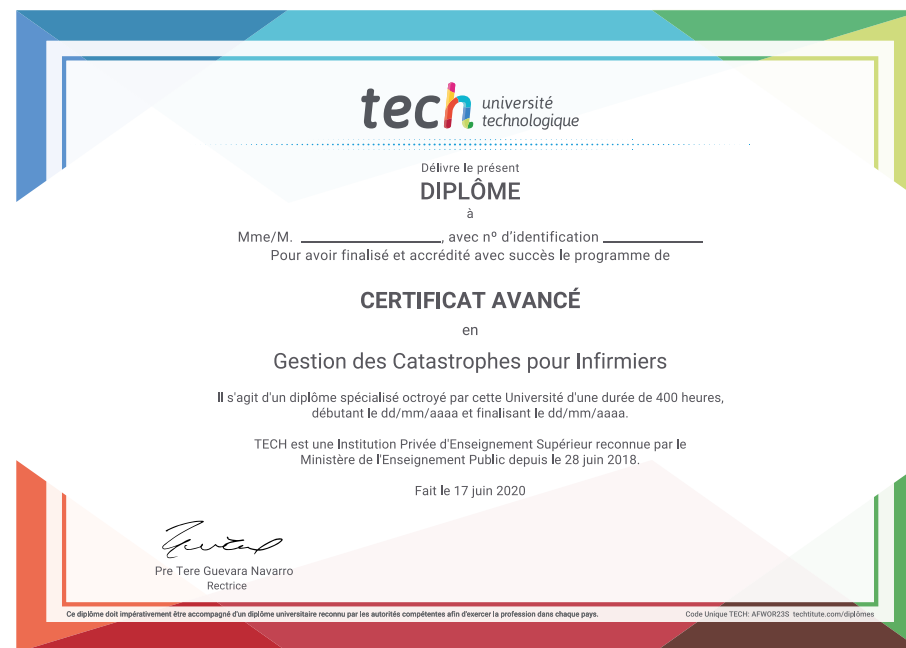 tech université
technologique
Délivre le présent
DIPLÔME
à
Mme/M. ____________________, avec nº d'identification ______________
Pour avoir finalisé et accrédité avec succès le programme de
CERTIFICAT AVANCÉ
en
Gestion des Catastrophes pour Infirmiers
Il s'agit d'un diplôme spécialisé octroyé par cette Université d'une durée de 400 heures,
débutant le dd/mm/aaaa et finalisant le dd/mm/aaaa.
TECH est une Institution Privée d'Enseignement Supérieur reconnue par le
Ministère de l'Enseignement Public depuis le 28 juin 2018.
Fait le 17 juin 2020
Pre Tere Guevara Navarro
Rectrice
Ce diplôme doit impérativement être accompagné d'un diplôme universitaire reconnu par les autorités compétentes afin d'exercer la profession dans chaque pays.
Code Unique TECH: AFWOR23S techtitute.com/diplômes